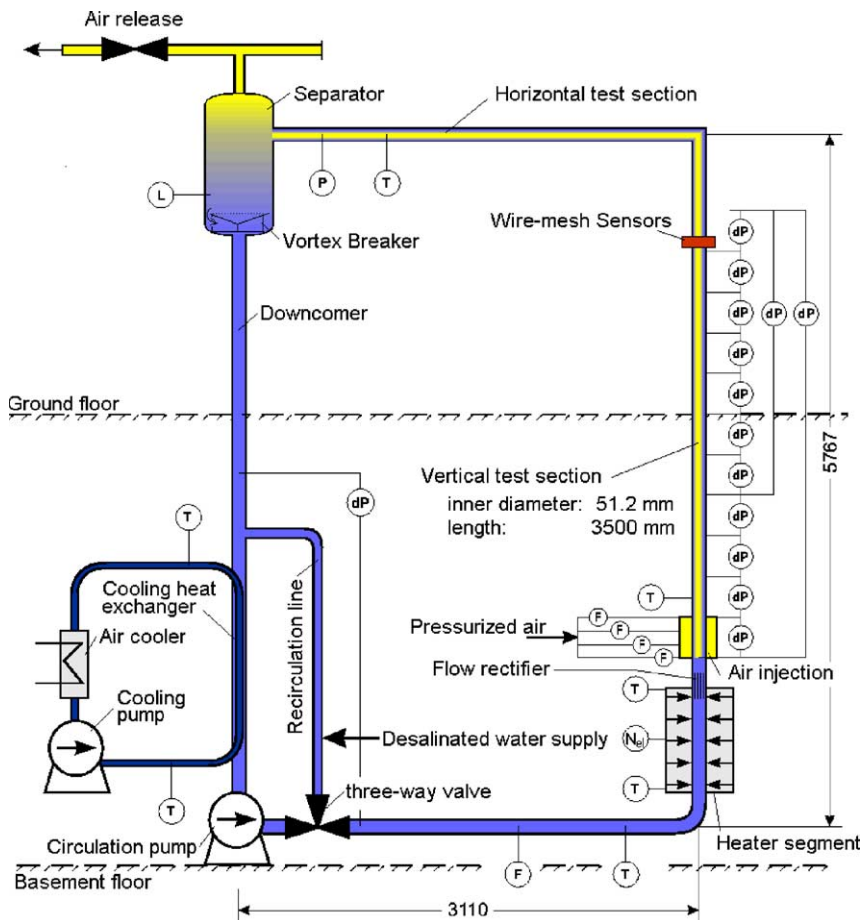 Air release
Separator
Horizontal test section
P
T
L
Wire-mesh Sensors
dP
Vortex Breaker
dP
Downcomer
dP
dP
dP
dP
dP
Ground floor
dP
5767
Vertical test section
inner diameter: 51.2 mm
length: 3500 mm
dP
dP
T
dP
dP
Cooling heat
exchanger
T
dP
F
Air cooler
Pressurized air
F
F
dP
F
Recirculation line
Flow rectifier
Air injection
T
Cooling
pump
Desalinated water supply
Nel
T
three-way
valve
T
Circulation pump
Heater segment
F
T
Basement floor
3110